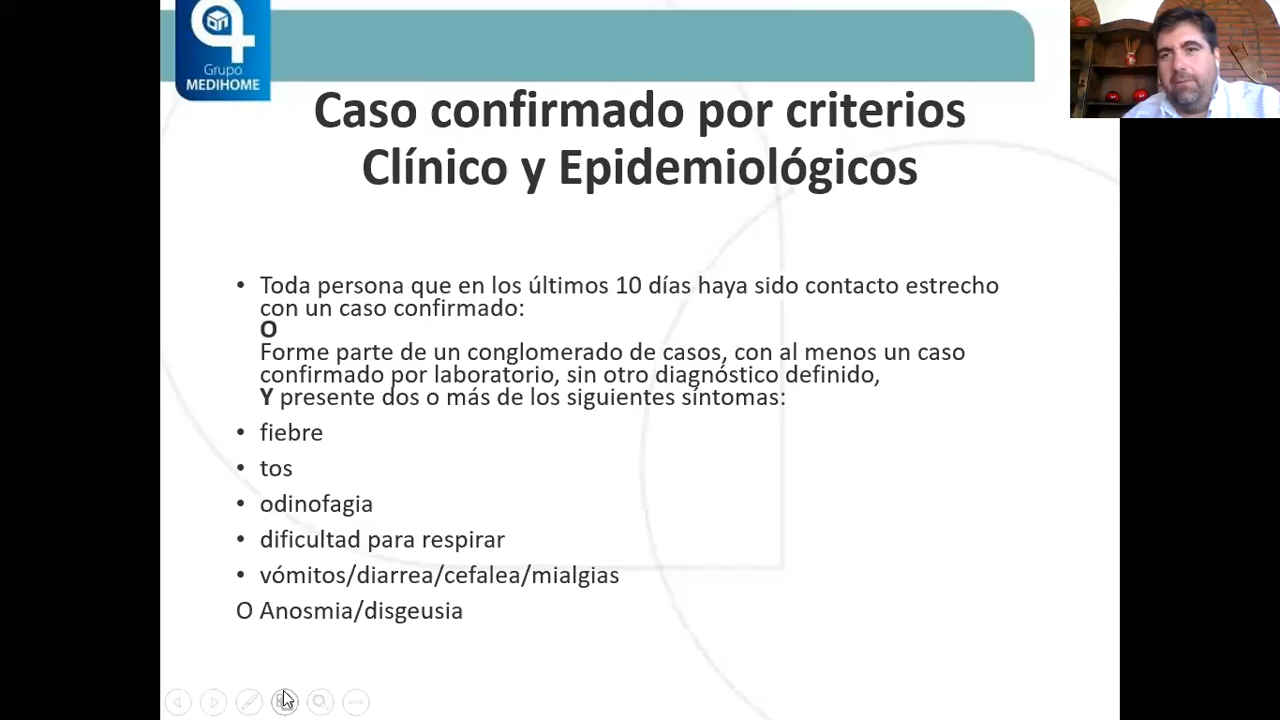 Grupo
MEDIHOME
Caso confirmado por criterios
Clínico y Epidemiológicos
• Toda persona que en los últimos 10 días haya sido contacto estrecho
con un caso confirmado:
O
Forme parte de un conglomerado de casos, con al menos un caso
confirmado por laboratorio, sin otro diagnóstico definido,
Y presente dos o más de los siguientes síntomas:
• fiebre
• tos
• odinofagia
• dificultad para respirar
• vómitos/diarrea/cefalea/mialgias
O Anosmia/disgeusia